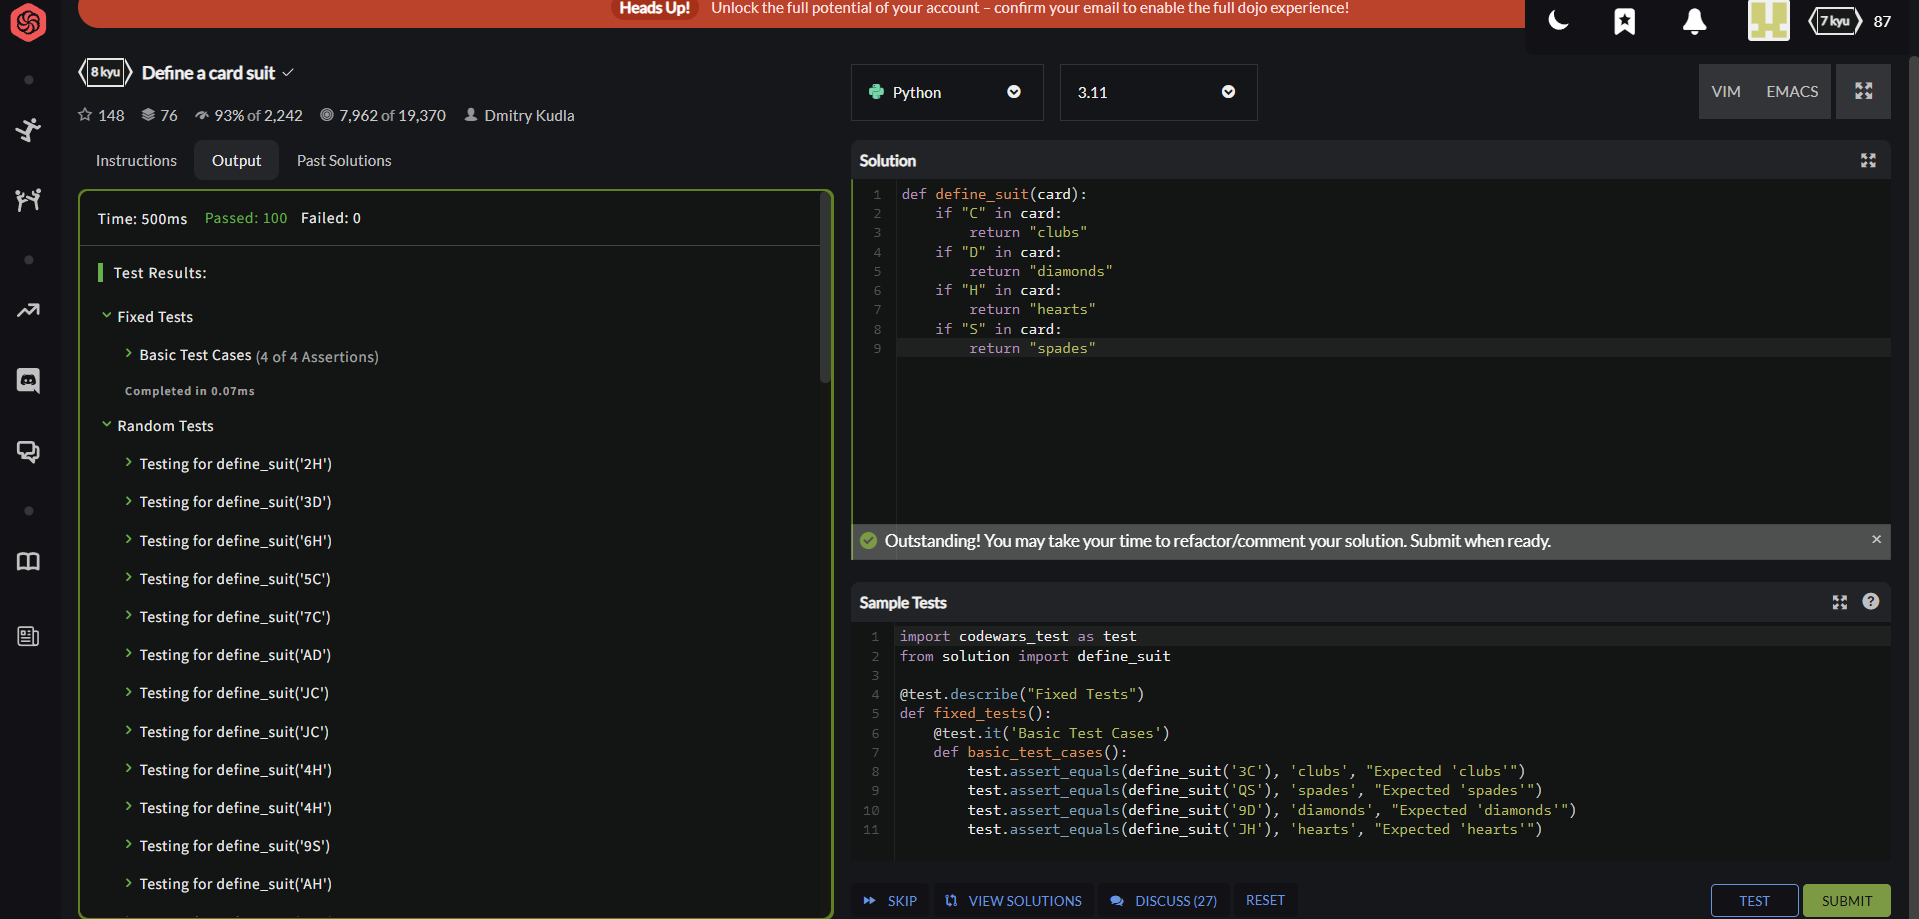 Heads Up! Unlock the full potential of your account – confirm your email to enable the full dojo experience!
7 kyu 87
8 kyu Define a card suit
148 76 93% of 2,242 7,962 of 19,370 Dmitry Kudla
Instructions Output Past Solutions
Time: 500ms Passed: 100 Failed: 0
Test Results:
Fixed Tests
Basic Test Cases (4 of 4 Assertions)
Completed in 0.07ms
Random Tests
Testing for define_suit('2H')
Testing for define_suit('3D')
Testing for define_suit('6H')
Testing for define_suit('5C')
Testing for define_suit('7C')
Testing for define_suit('AD')
Testing for define_suit('JC')
Testing for define_suit('JC')
Testing for define_suit('4H')
Testing for define_suit('4H')
Testing for define_suit('9S')
Testing for define_suit('AH')
Python 3.11 VIM EMACS
Solution
1 def define_suit(card):
2 if "C" in card:
3 return "clubs"
4 if "D" in card:
5 return "diamonds"
6 if "H" in card:
7 return "hearts"
8 if "S" in card:
9 return "spades"
Outstanding! You may take your time to refactor/comment your solution. Submit when ready.
Sample Tests
1 import codewars_test as test
2 from solution import define_suit
3
4 @test.describe("Fixed Tests")
5 def fixed_tests():
6 @test.it('Basic Test Cases')
7 def basic_test_cases():
8 test.assert_equals(define_suit('3C'), 'clubs', "Expected 'clubs'")
9 test.assert_equals(define_suit('QS'), 'spades', "Expected 'spades'")
10 test.assert_equals(define_suit('9D'), 'diamonds', "Expected 'diamonds'")
11 test.assert_equals(define_suit('JH'), 'hearts', "Expected 'hearts'")
SKIP VIEW SOLUTIONS DISCUSS (27) RESET TEST SUBMIT